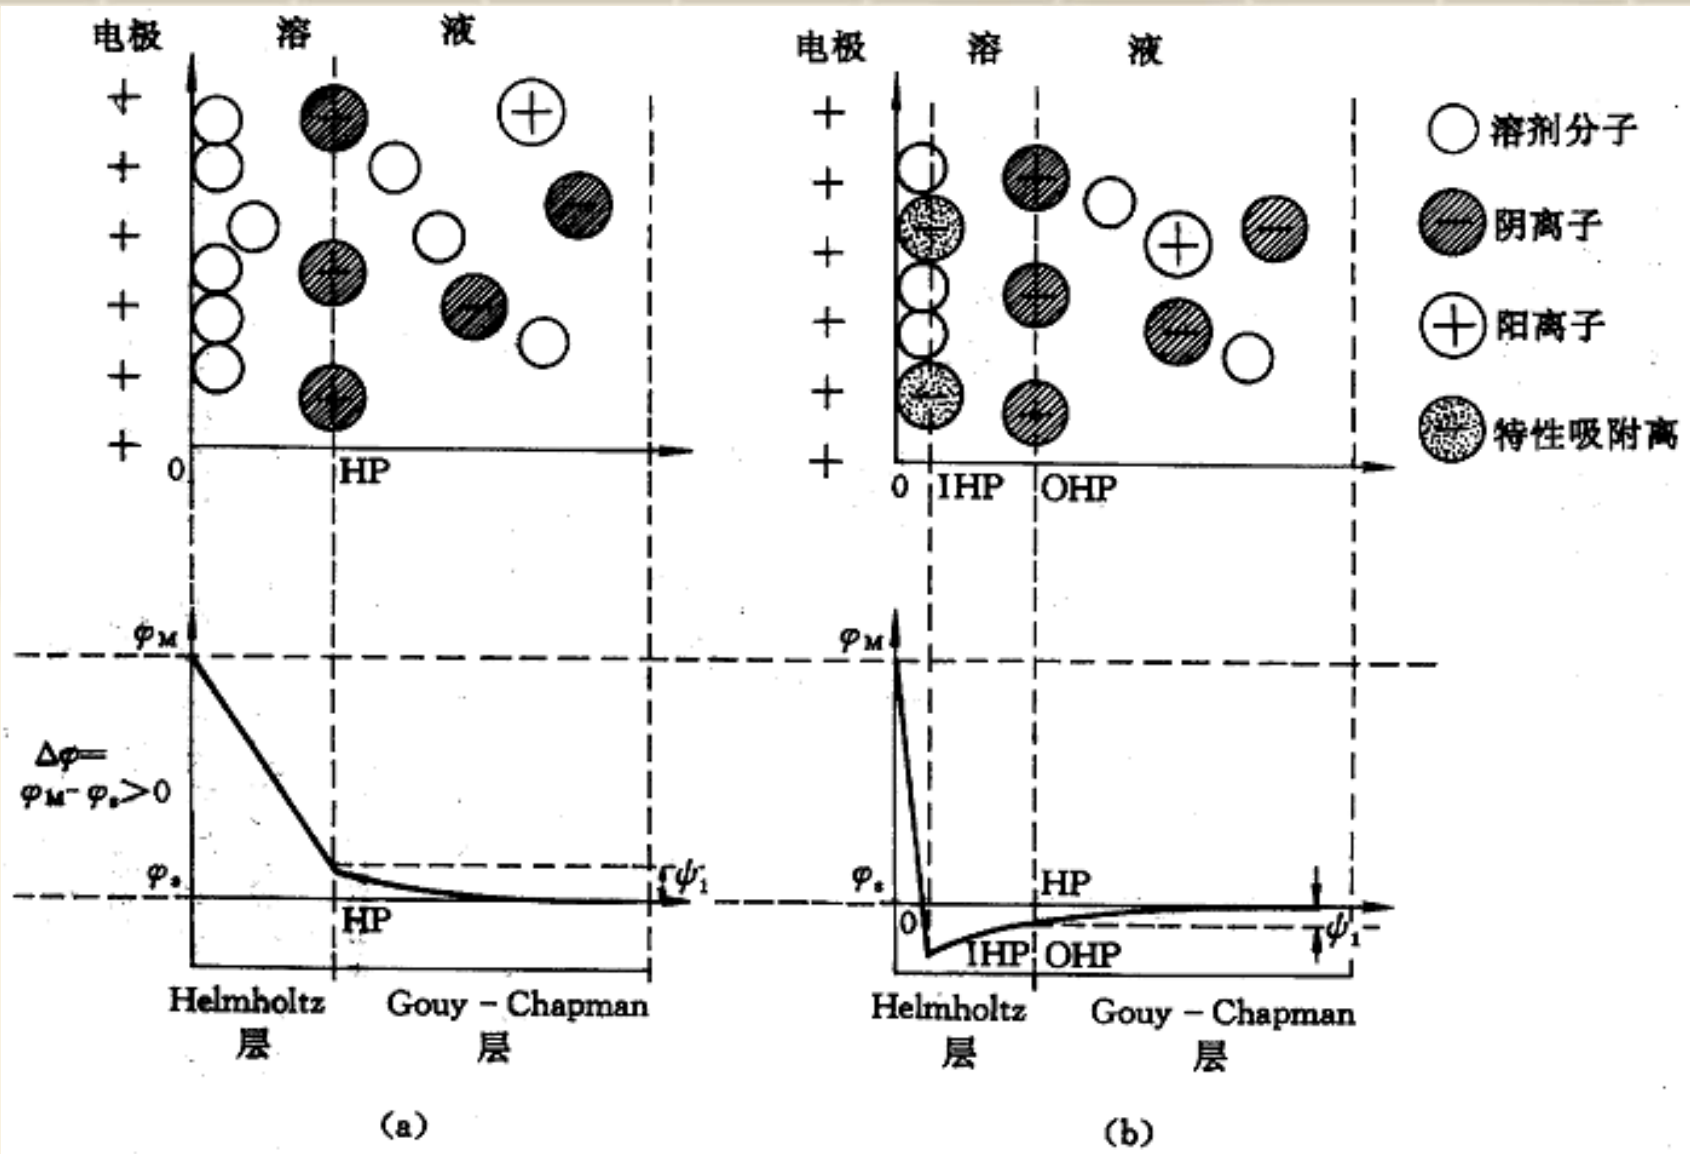 电极 溶 液
电极 溶 液
溶剂分子
阴离子
阳离子
特性吸附离
0 HP
0 IHP OHP
φM
φM
Δφ=
φM-φs>0
φs
ψ1
HP
φs
HP
0
ψ1
IHP OHP
Helmholtz
层
Gouy-Chapman
层
Helmholtz
层
Gouy-Chapman
层
(a)
(b)